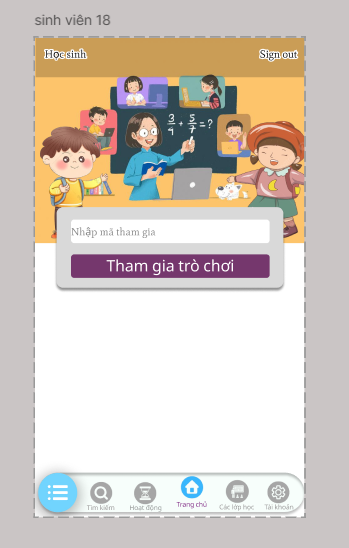 sinh viên 18
Học sinh
Sign out
3/4 + 5/7 = ?
Nhập mã tham gia
Tham gia trò chơi
Tìm kiếm
Hoạt động
Trang chủ
Các lớp học
Tài khoản